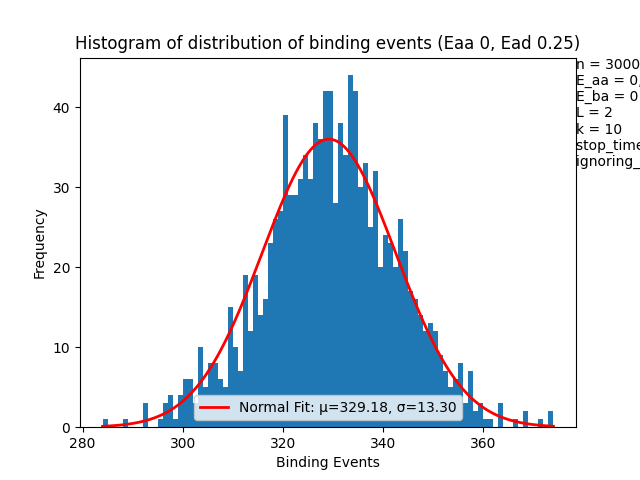 Histogram of distribution of binding events (Eaa 0, Ead 0.25)
n = 3000
E_aa = 0,
E_ba = 0
L = 2
k = 10
stop_time
ignoring_
40
30
20
10
0
Frequency
Normal Fit: μ=329.18, σ=13.30
280 300 320 340 360
Binding Events